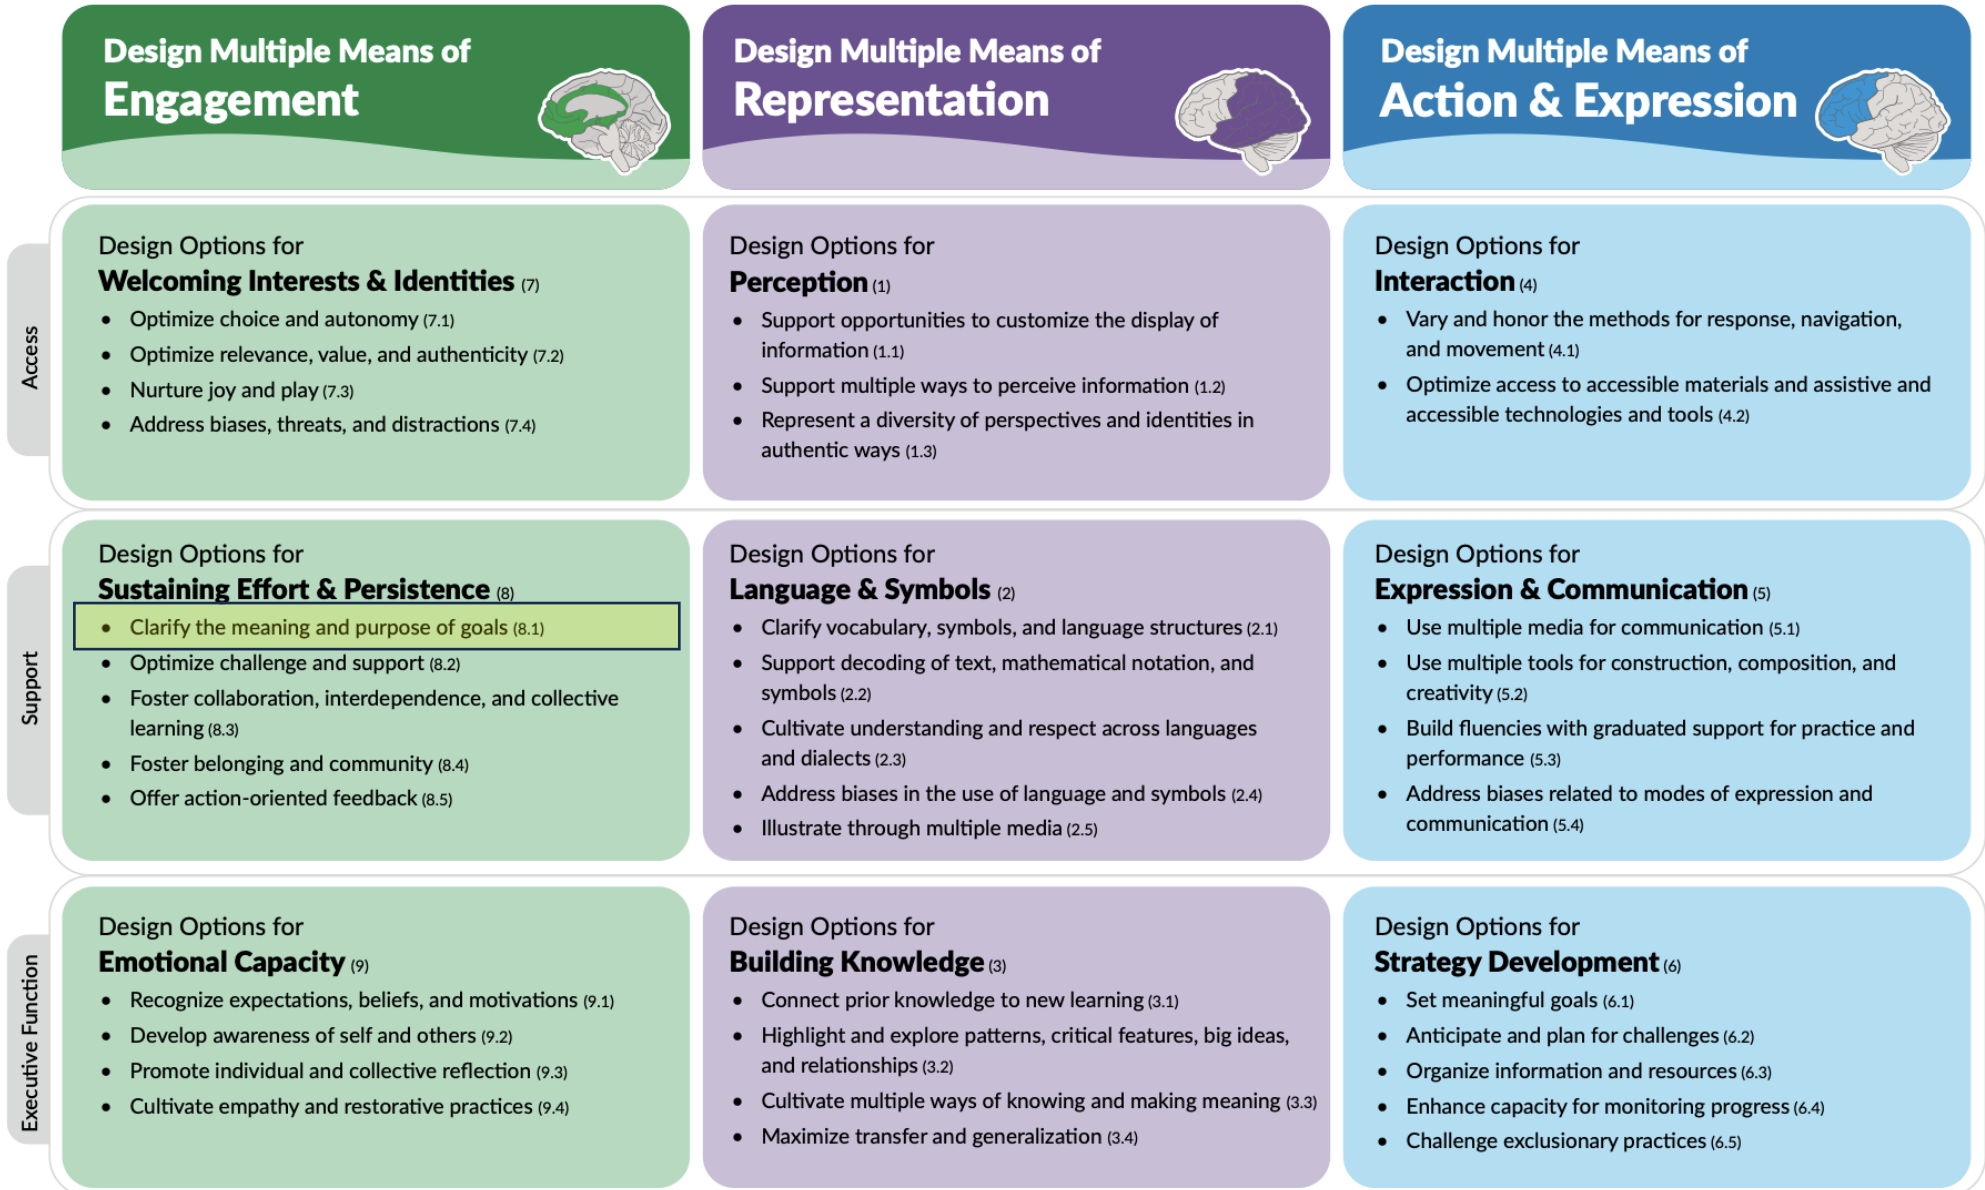 Design Multiple Means of
Engagement
Design Multiple Means of
Representation
Design Multiple Means of
Action & Expression
Access
Design Options for
Welcoming Interests & Identities (7)
• Optimize choice and autonomy (7.1)
• Optimize relevance, value, and authenticity (7.2)
• Nurture joy and play (7.3)
• Address biases, threats, and distractions (7.4)
Design Options for
Perception (1)
• Support opportunities to customize the display of
information (1.1)
• Support multiple ways to perceive information (1.2)
• Represent a diversity of perspectives and identities in
authentic ways (1.3)
Design Options for
Interaction (4)
• Vary and honor the methods for response, navigation,
and movement (4.1)
• Optimize access to accessible materials and assistive and
accessible technologies and tools (4.2)
Support
Design Options for
Sustaining Effort & Persistence (8)
• Clarify the meaning and purpose of goals (8.1)
• Optimize challenge and support (8.2)
• Foster collaboration, interdependence, and collective
learning (8.3)
• Foster belonging and community (8.4)
• Offer action-oriented feedback (8.5)
Design Options for
Language & Symbols (2)
• Clarify vocabulary, symbols, and language structures (2.1)
• Support decoding of text, mathematical notation, and
symbols (2.2)
• Cultivate understanding and respect across languages
and dialects (2.3)
• Address biases in the use of language and symbols (2.4)
• Illustrate through multiple media (2.5)
Design Options for
Expression & Communication (5)
• Use multiple media for communication (5.1)
• Use multiple tools for construction, composition, and
creativity (5.2)
• Build fluencies with graduated support for practice and
performance (5.3)
• Address biases related to modes of expression and
communication (5.4)
Executive Function
Design Options for
Emotional Capacity (9)
• Recognize expectations, beliefs, and motivations (9.1)
• Develop awareness of self and others (9.2)
• Promote individual and collective reflection (9.3)
• Cultivate empathy and restorative practices (9.4)
Design Options for
Building Knowledge (3)
• Connect prior knowledge to new learning (3.1)
• Highlight and explore patterns, critical features, big ideas,
and relationships (3.2)
• Cultivate multiple ways of knowing and making meaning (3.3)
• Maximize transfer and generalization (3.4)
Design Options for
Strategy Development (6)
• Set meaningful goals (6.1)
• Anticipate and plan for challenges (6.2)
• Organize information and resources (6.3)
• Enhance capacity for monitoring progress (6.4)
• Challenge exclusionary practices (6.5)